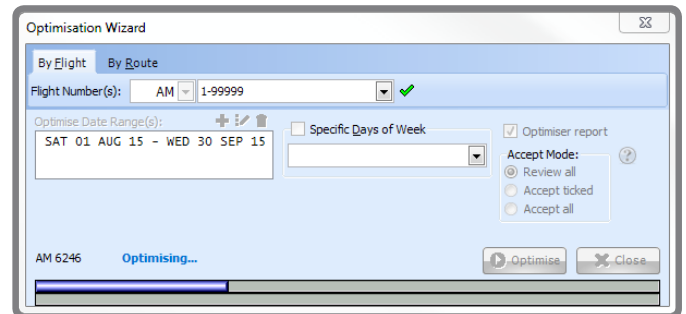 Optimisation Wizard
By Flight By Route
Flight Number(s): AM 1-99999
Optimise Date Range(s):
SAT 01 AUG 15 - WED 30 SEP 15
Specific Days of Week
Optimiser report
Accept Mode: ?
Review all
Accept ticked
Accept all
AM 6246 Optimising... Optimise Close